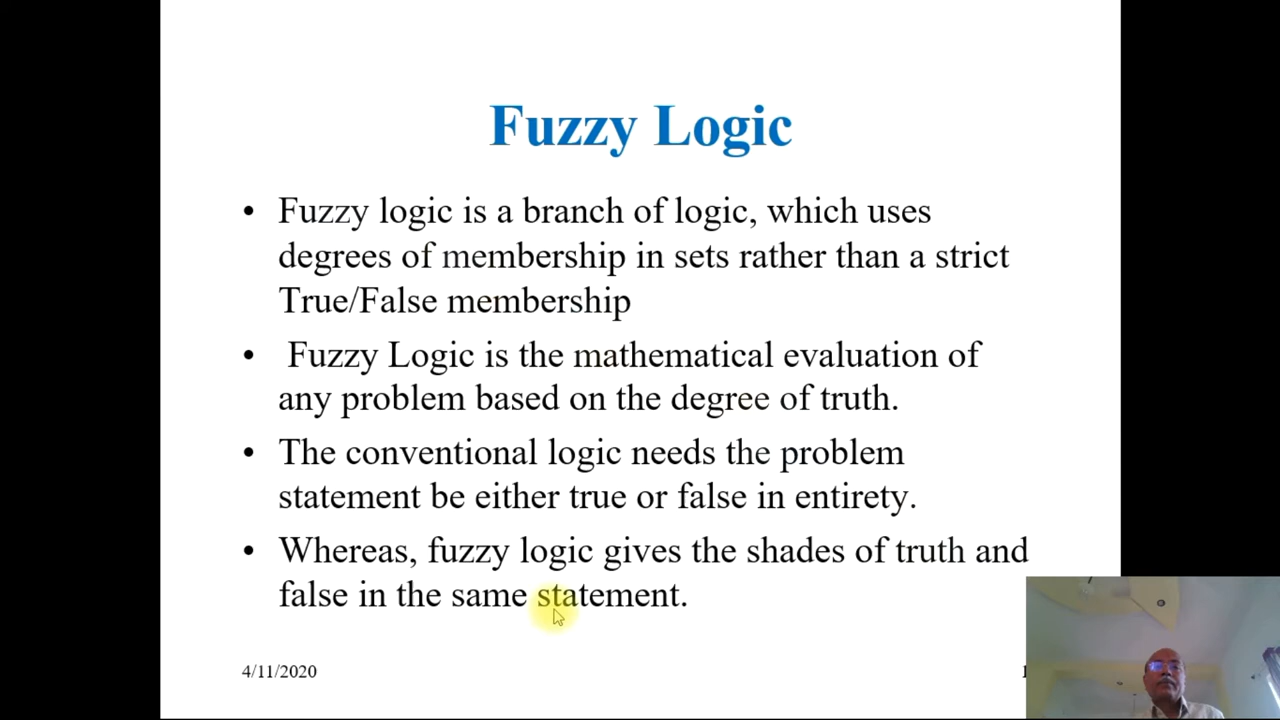 Fuzzy Logic
• Fuzzy logic is a branch of logic, which uses
degrees of membership in sets rather than a strict
True/False membership
• Fuzzy Logic is the mathematical evaluation of
any problem based on the degree of truth.
• The conventional logic needs the problem
statement be either true or false in entirety.
• Whereas, fuzzy logic gives the shades of truth and
false in the same statement.
4/11/2020